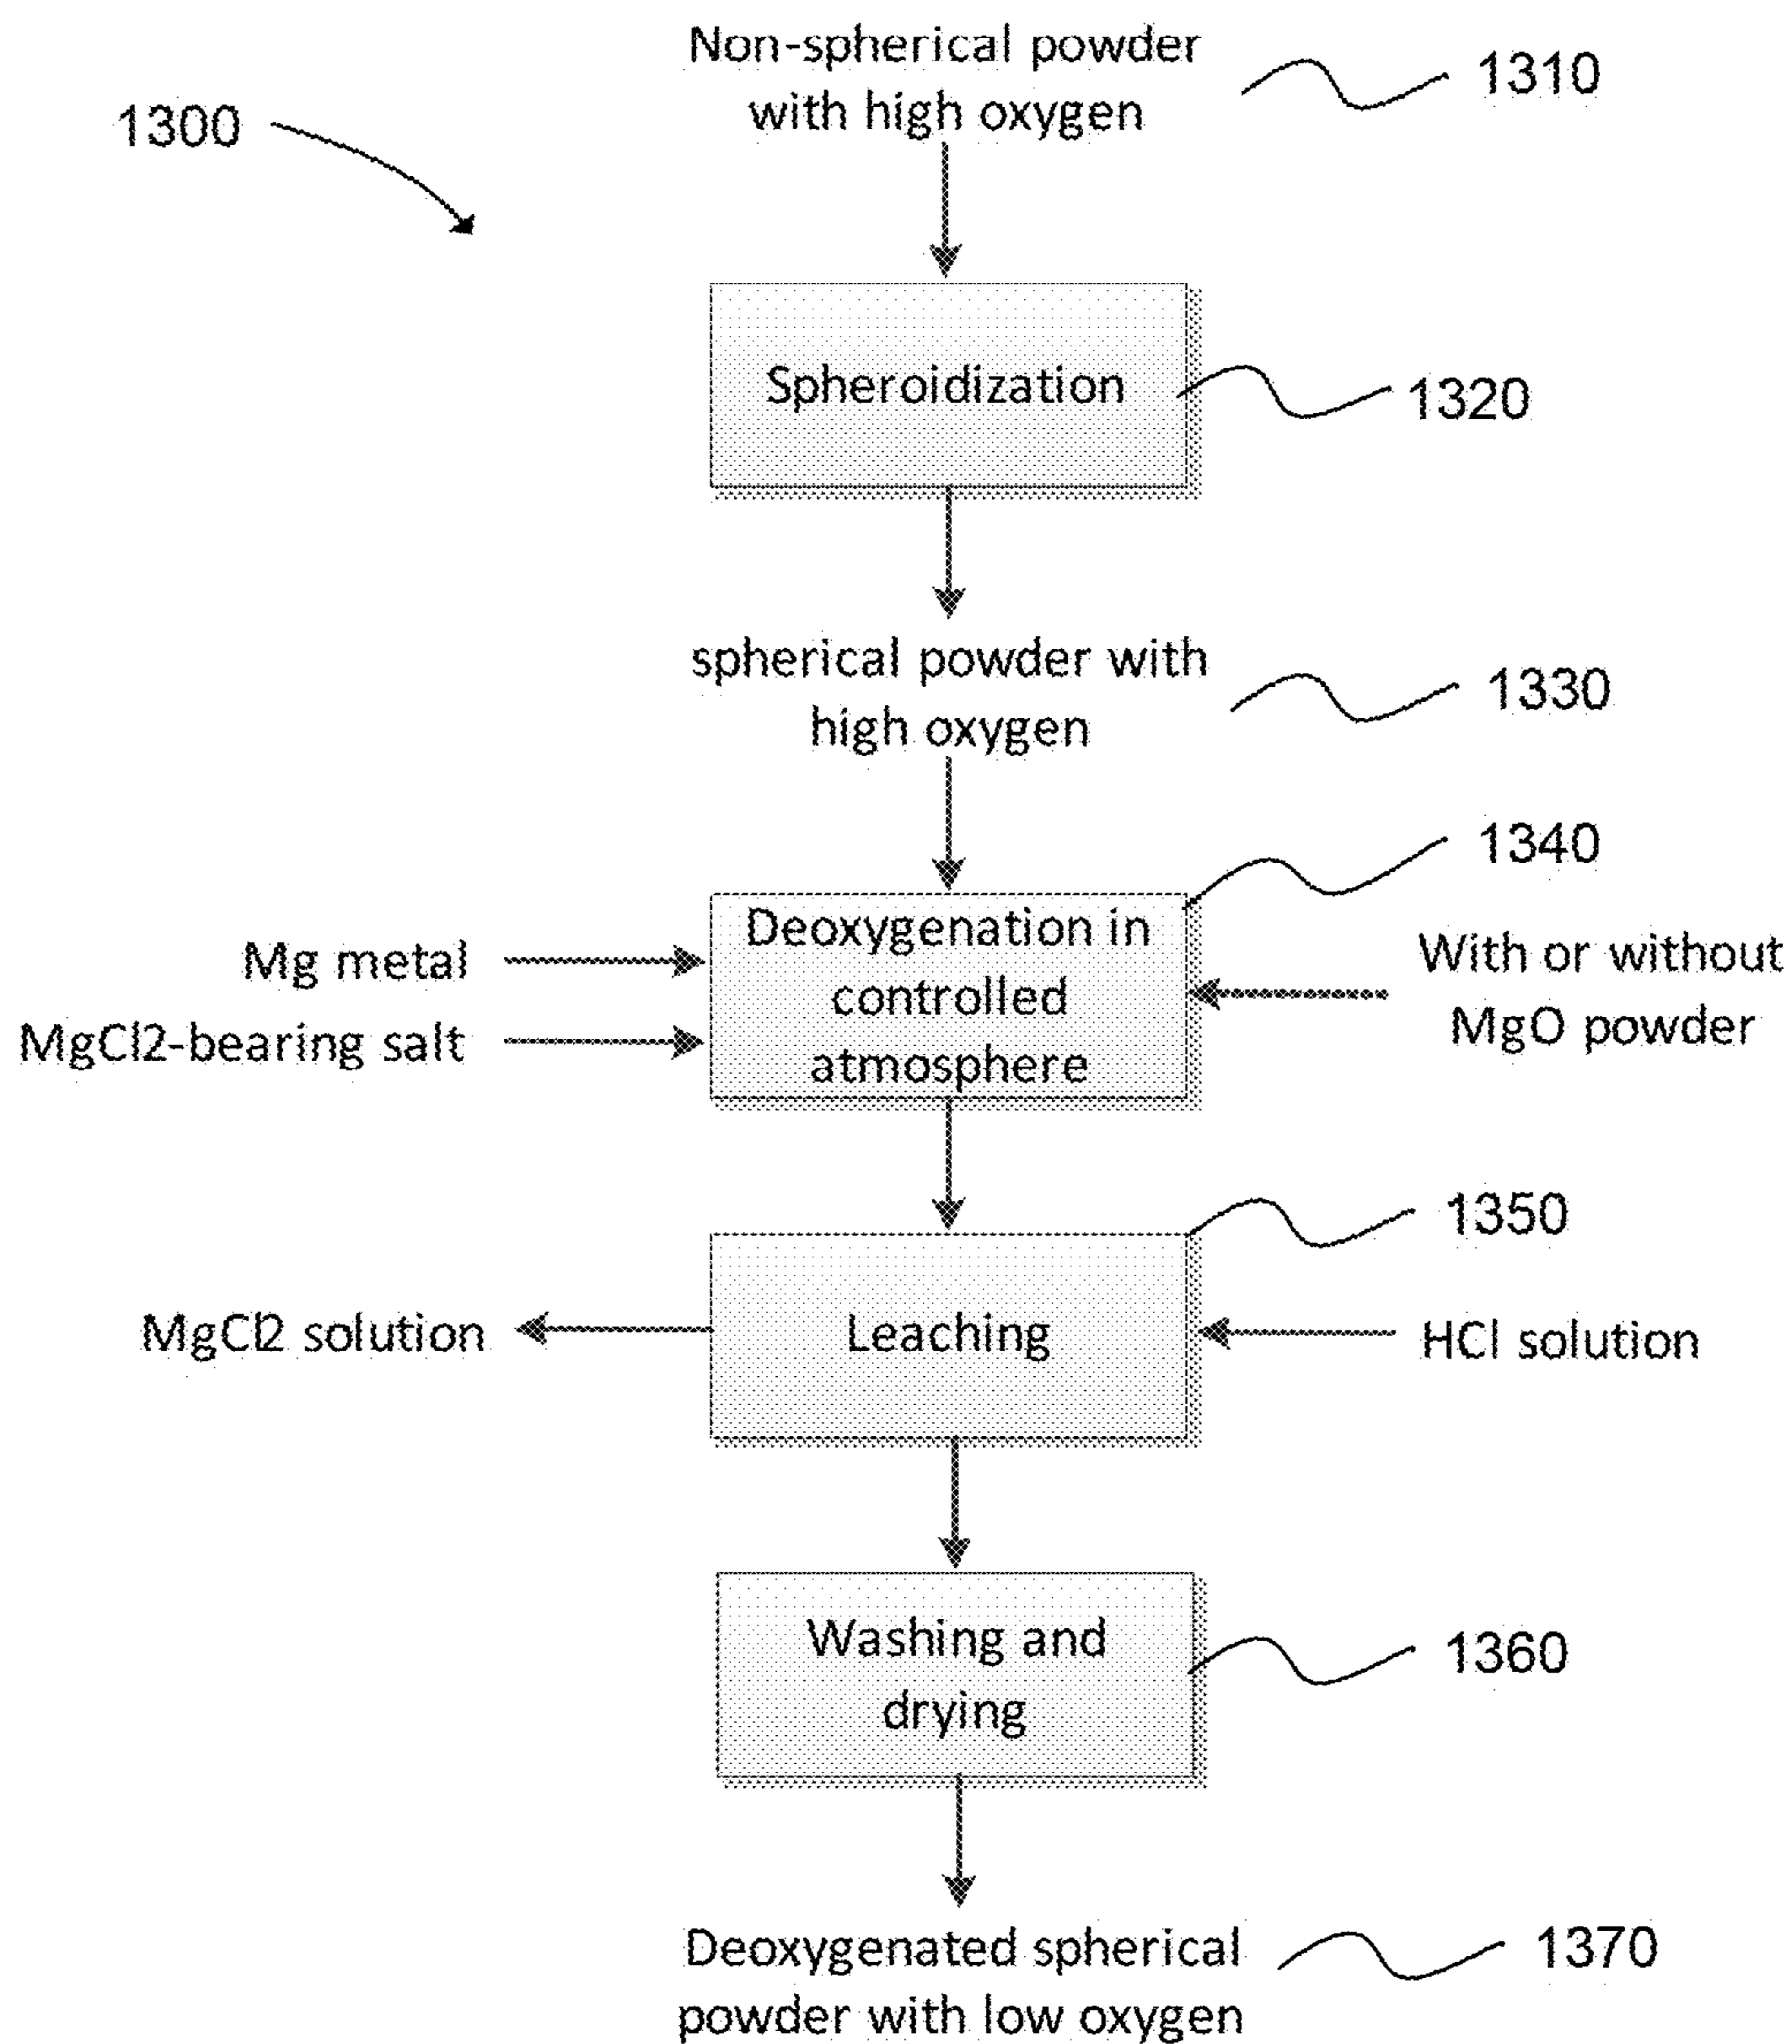 Non-spherical powder
with high oxygen
1310
1300
Spheroidization
1320
spherical powder with
high oxygen
1330
1340
Deoxygenation in
controlled
atmosphere
Mg metal
MgCl2-bearing salt
With or without
MgO powder
1350
MgCl2 solution
Leaching
HCl solution
Washing and
drying
1360
Deoxygenated spherical
powder with low oxygen
1370